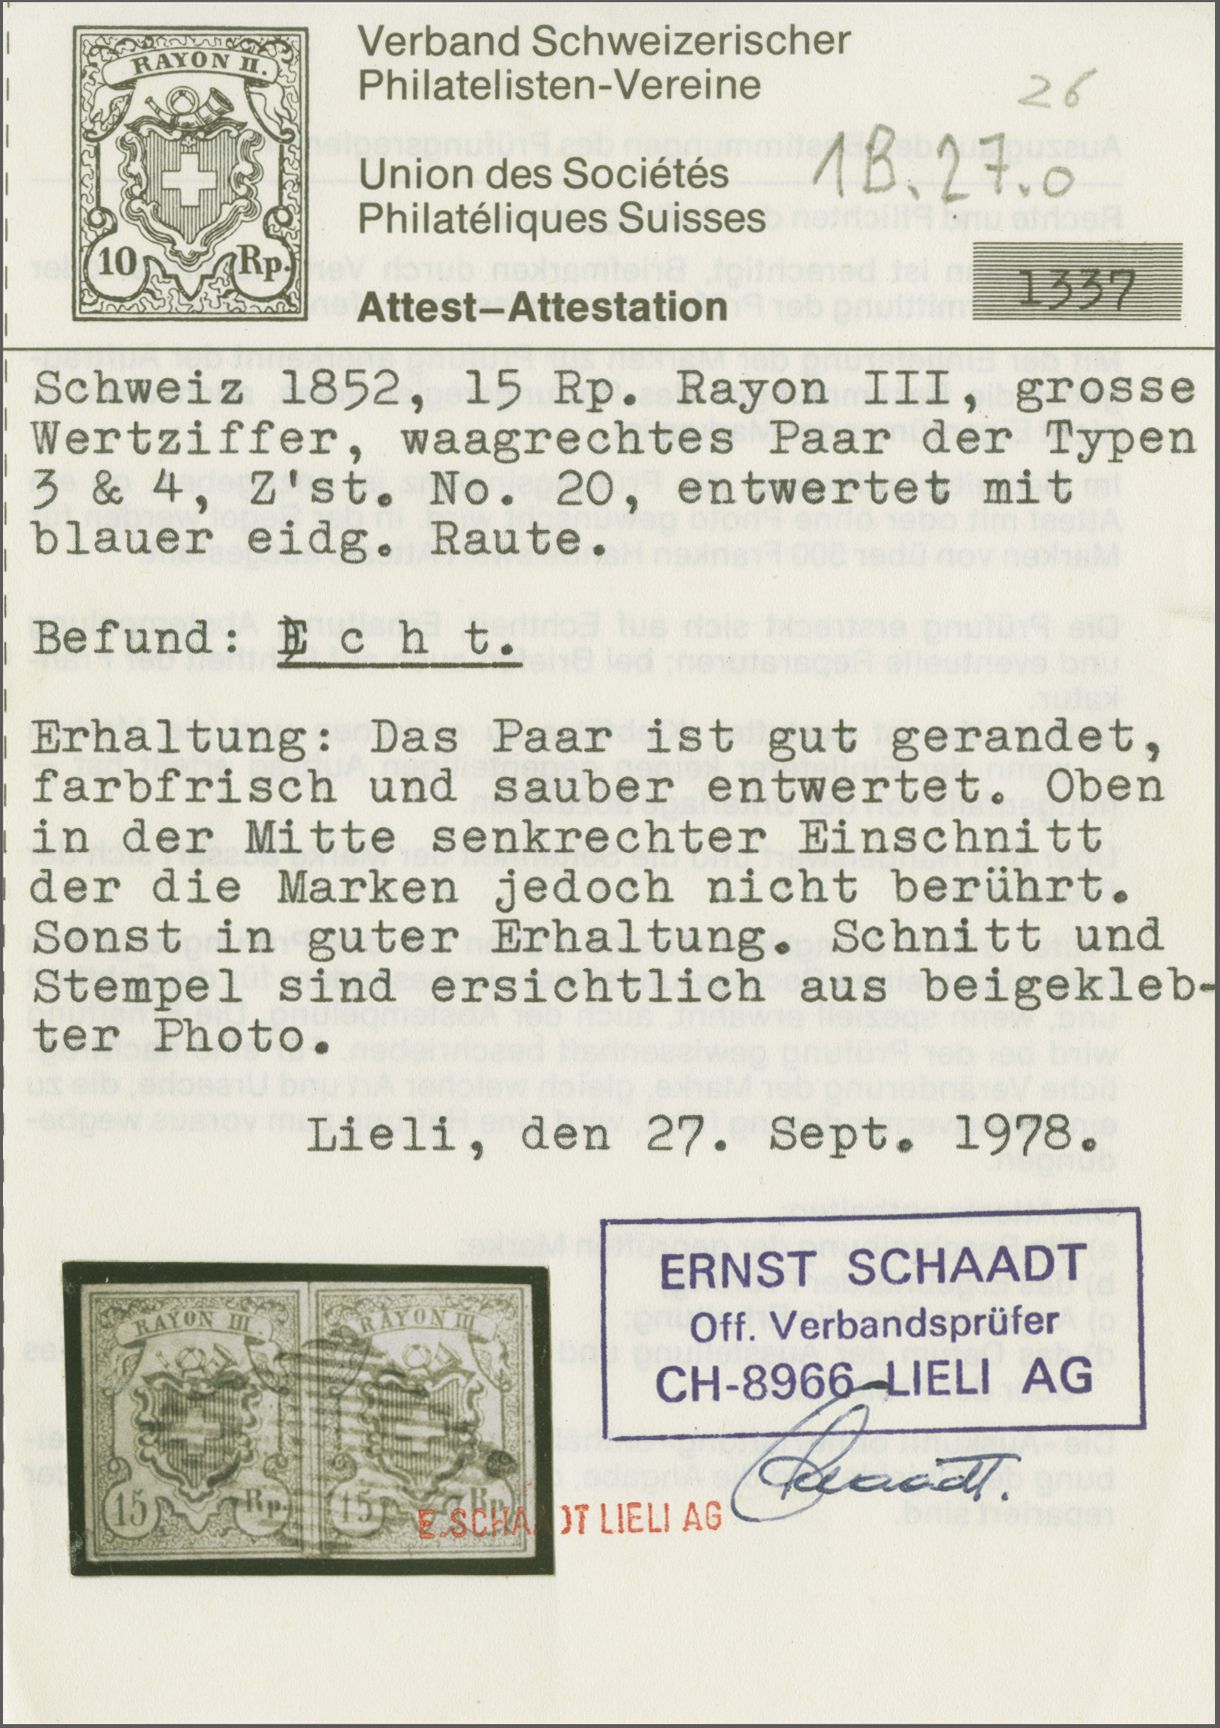 RAYON II.
10 Rp.
Verband Schweizerischer
Philatelisten-Vereine
Union des Sociétés
Philatéliques Suisses
Attest–Attestation
26
1B.27.0
1337
Schweiz 1852, 15 Rp. Rayon III, grosse
Wertziffer, waagrechtes Paar der Typen
3 & 4, Zst. No. 20, entwertet mit
blauer eidg. Raute.
Befund: E c h t.
Erhaltung: Das Paar ist gut gerandet,
farbfrisch und sauber entwertet. Oben
in der Mitte senkrechter Einschnitt
der die Marken jedoch nicht berührt.
Sonst in guter Erhaltung. Schnitt und
Stempel sind ersichtlich aus beigekleb-
ter Photo.
Lieli, den 27. Sept. 1978.
ERNST SCHAADT
Off. Verbandsprüfer
CH-8966 LIELI AG
Schaadt.
RAYON III. RAYON III
15 Rp. 15 Rp.
E.SCHAADT LIELI AG